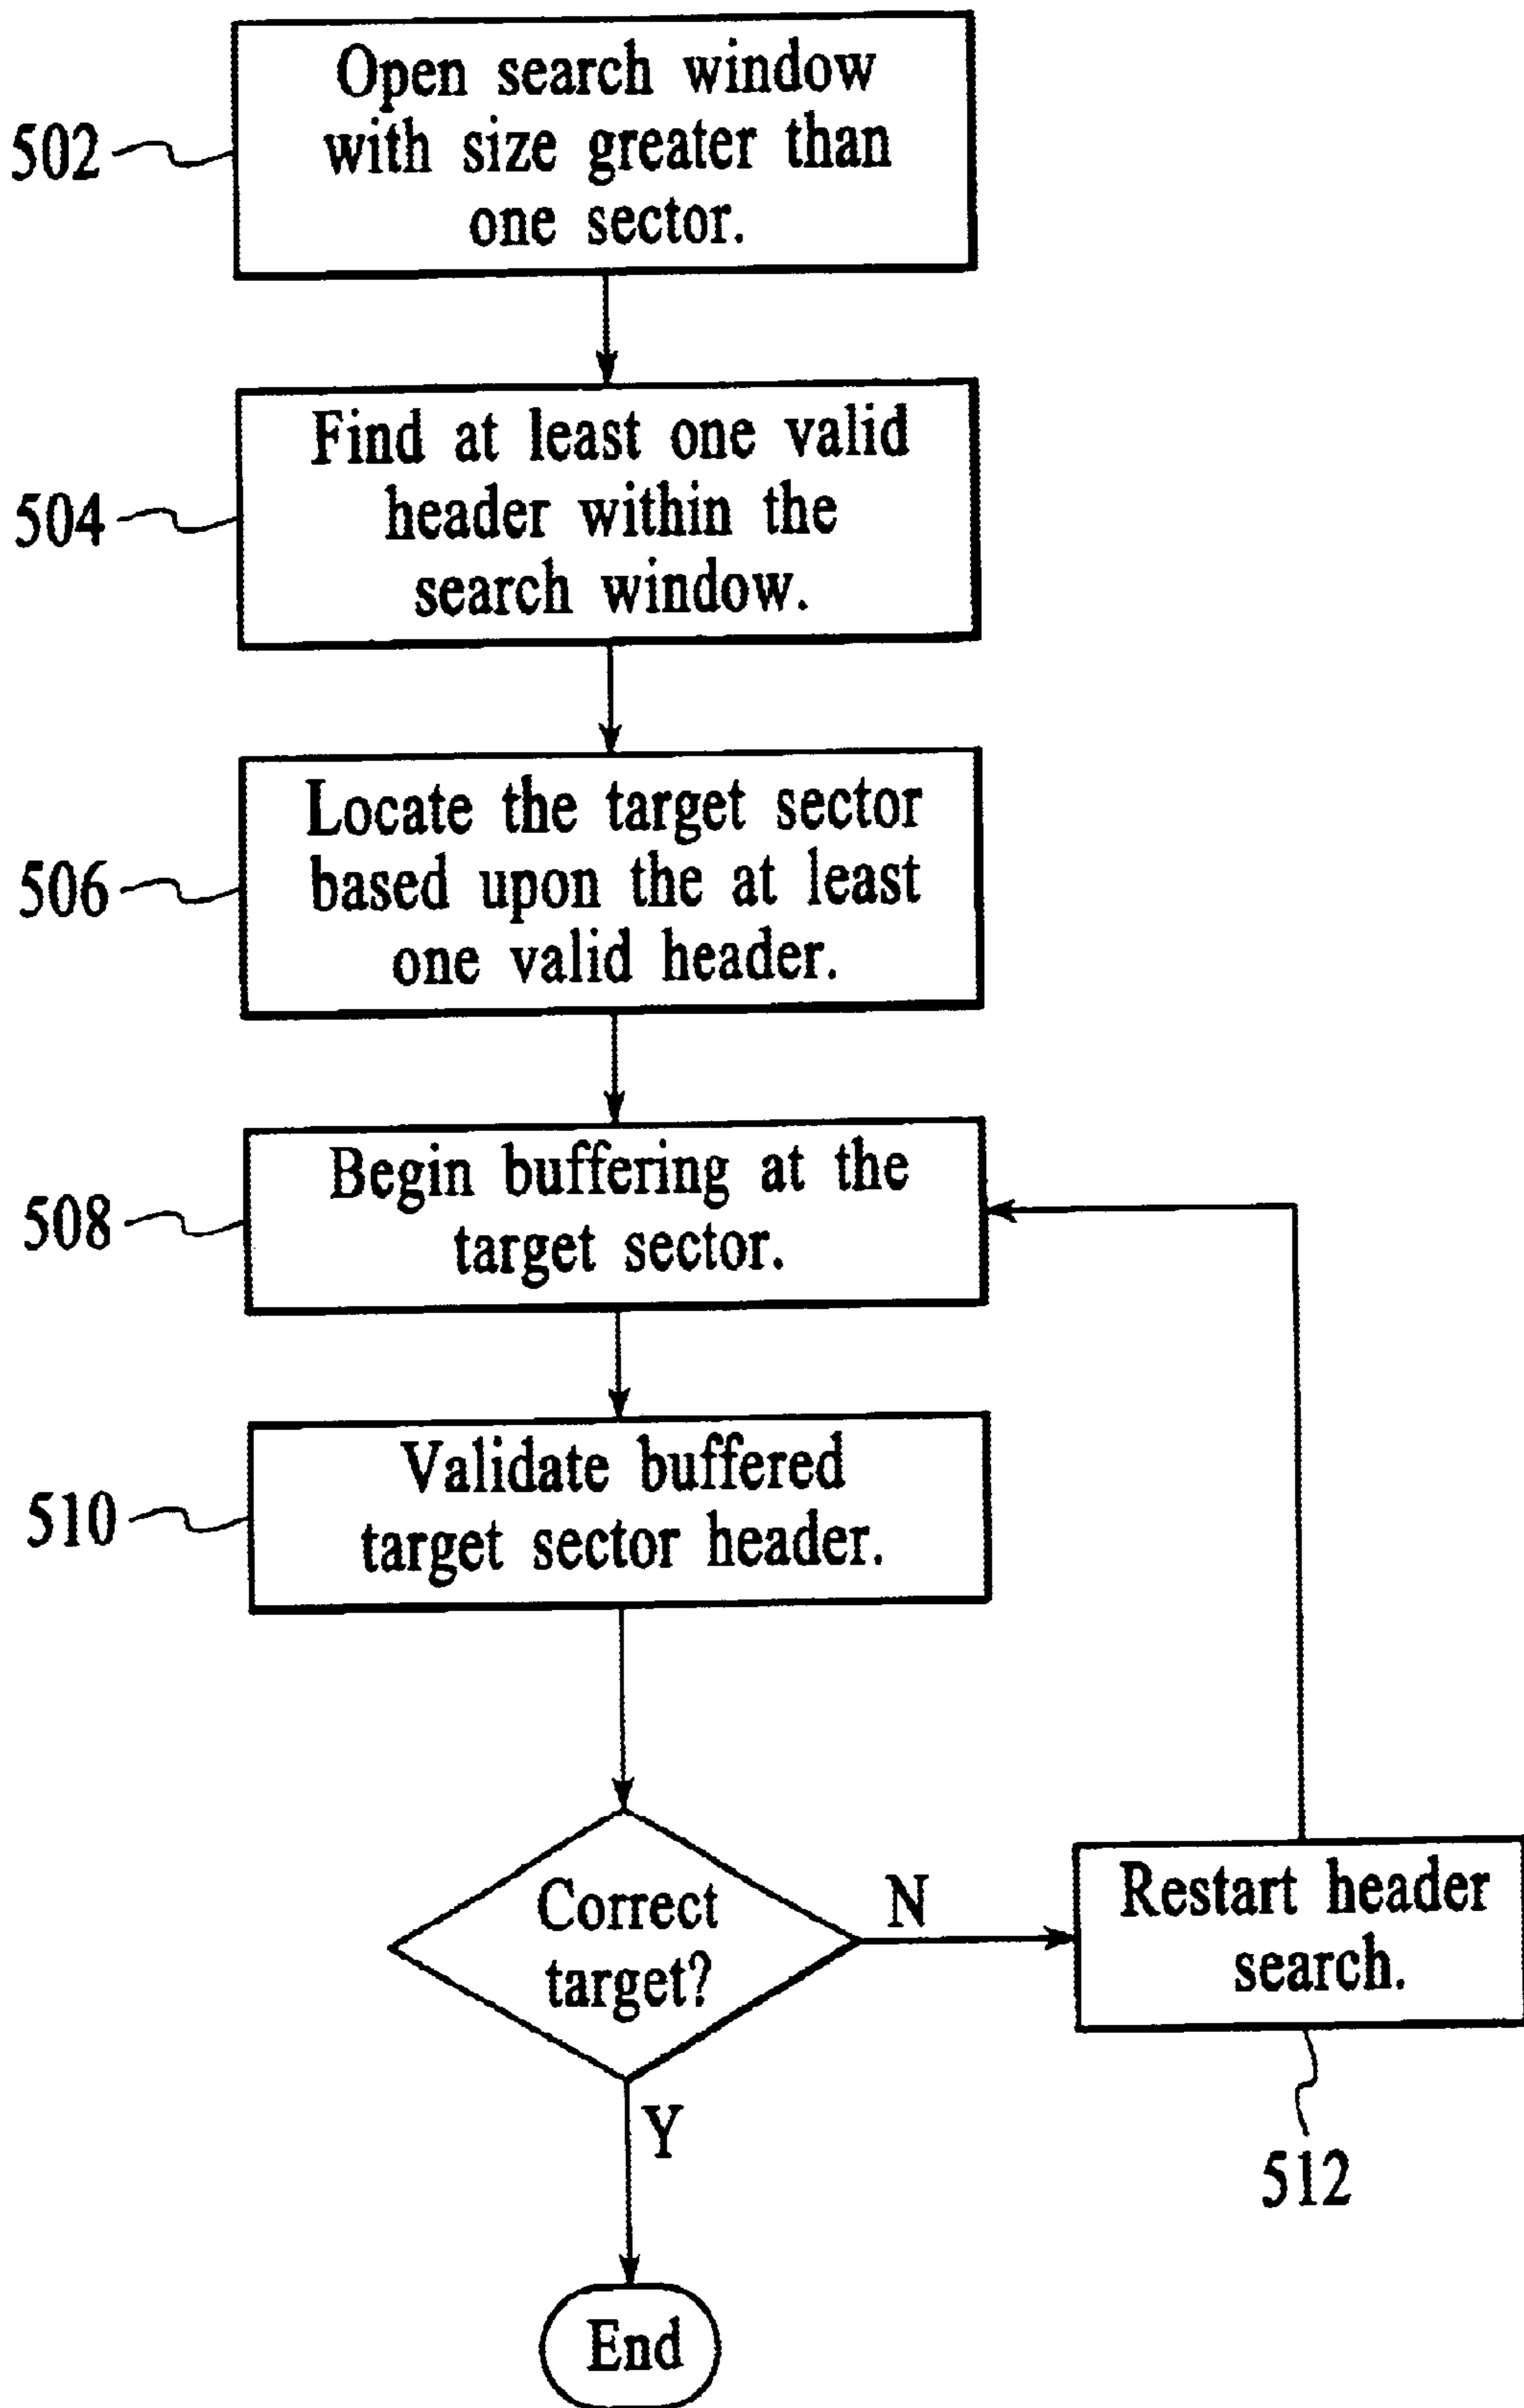 502
Open search window
with size greater than
one sector.
504
Find at least one valid
header within the
search window.
506
Locate the target sector
based upon the at least
one valid header.
508
Begin buffering at the
target sector.
510
Validate buffered
target sector header.
Correct
target?
N
Restart header
search.
512
Y
End